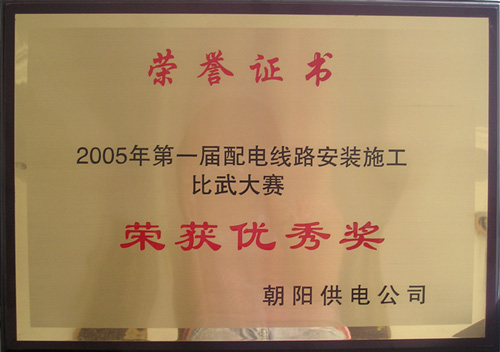 荣誉证书
2005年第一届配电线路安装施工
比武大赛
荣获优秀奖
朝阳供电公司